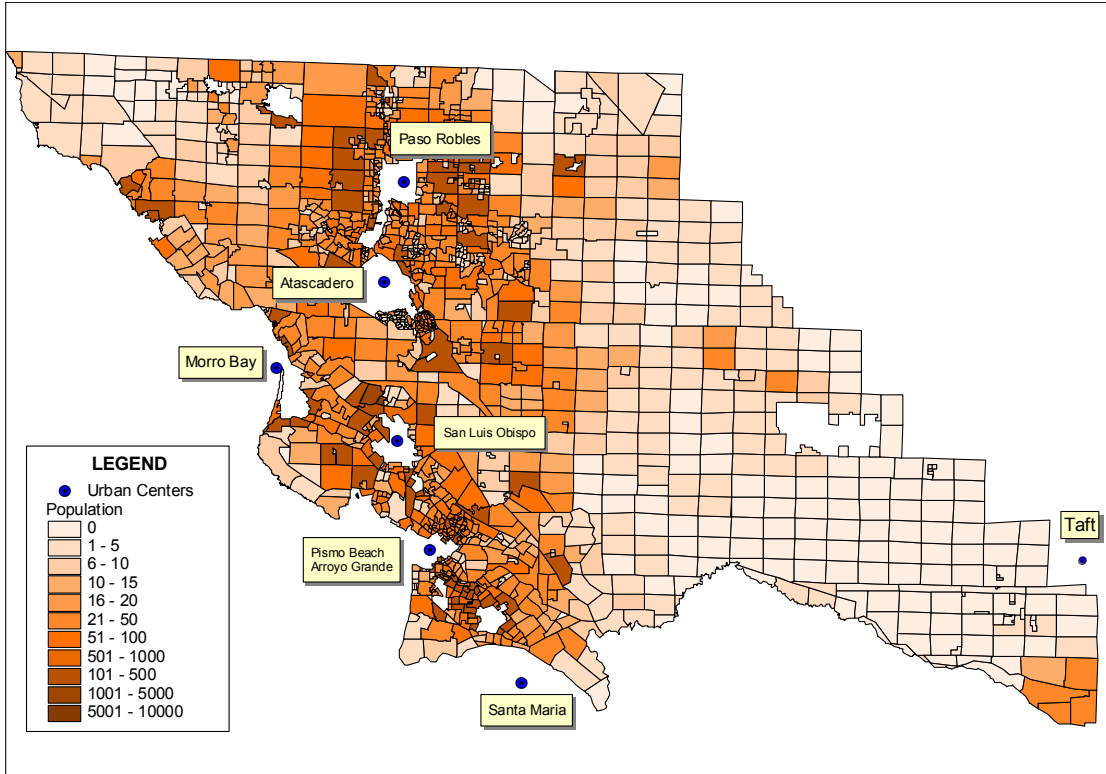 Paso Robles
Atascadero
Morro Bay
San Luis Obispo
Taft
Pismo Beach
Arroyo Grande
Santa Maria
LEGEND
Urban Centers
Population
0
1 - 5
6 - 10
10 - 15
16 - 20
21 - 50
51 - 100
501 - 1000
101 - 500
1001 - 5000
5001 - 10000